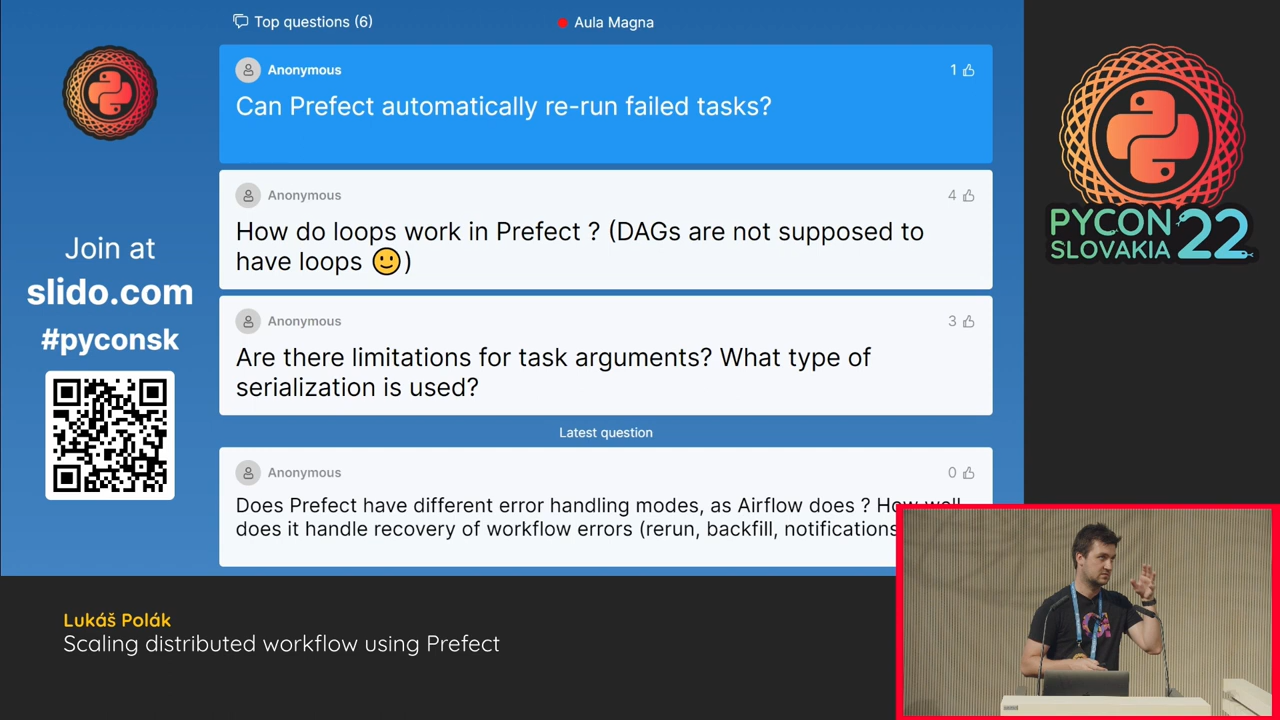 Top questions (6)
Aula Magna
Anonymous
1
Can Prefect automatically re-run failed tasks?
Anonymous
4
How do loops work in Prefect ? (DAGs are not supposed to
have loops 🙂)
Anonymous
3
Are there limitations for task arguments? What type of
serialization is used?
Latest question
Anonymous
0
Does Prefect have different error handling modes, as Airflow does ? How well
does it handle recovery of workflow errors (rerun, backfill, notifications
Join at
slido.com
#pyconsk
PYCON
SLOVAKIA 22
Lukáš Polák
Scaling distributed workflow using Prefect